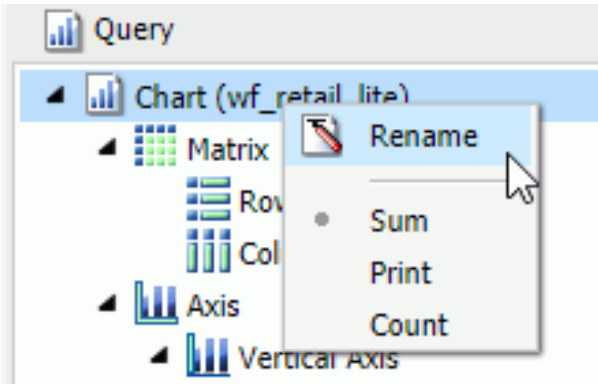 Query
Chart (wf_retail_lite)
Matrix
Rename
Sum
Print
Axis
Count
Vertical Axis